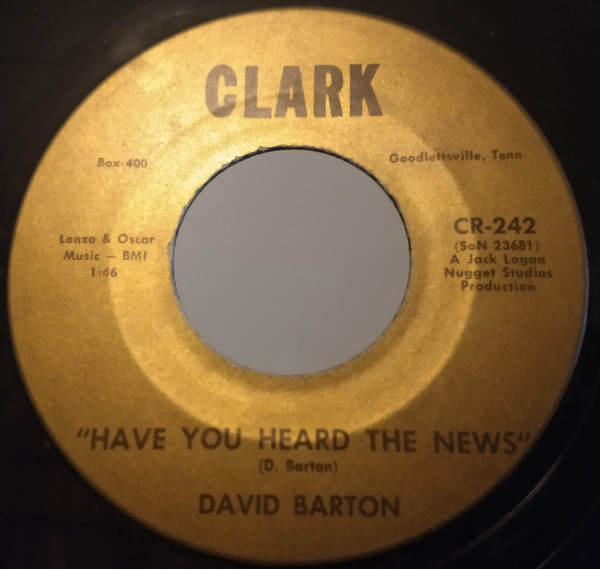 CLARK
Box 400
Goodlettsville, Tenn.
Lonzo & Oscar
Music — BMI
1:46
CR-242
(SoN 23681)
A Jack Logan
Nugget Studios
Production
"HAVE YOU HEARD THE NEWS"
(D. Barton)
DAVID BARTON